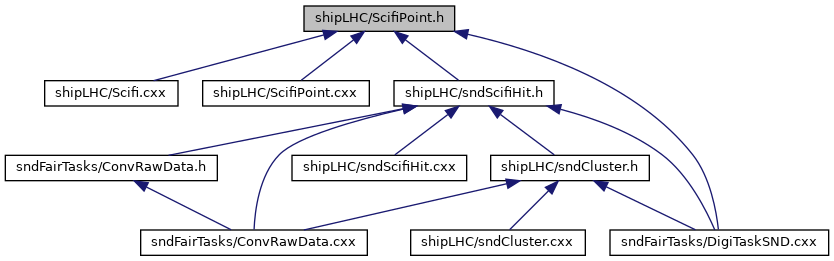 shipLHC/ScifiPoint.h
shipLHC/Scifi.cxx
shipLHC/ScifiPoint.cxx
shipLHC/sndScifiHit.h
sndFairTasks/ConvRawData.h
shipLHC/sndScifiHit.cxx
shipLHC/sndCluster.h
sndFairTasks/ConvRawData.cxx
shipLHC/sndCluster.cxx
sndFairTasks/DigiTaskSND.cxx